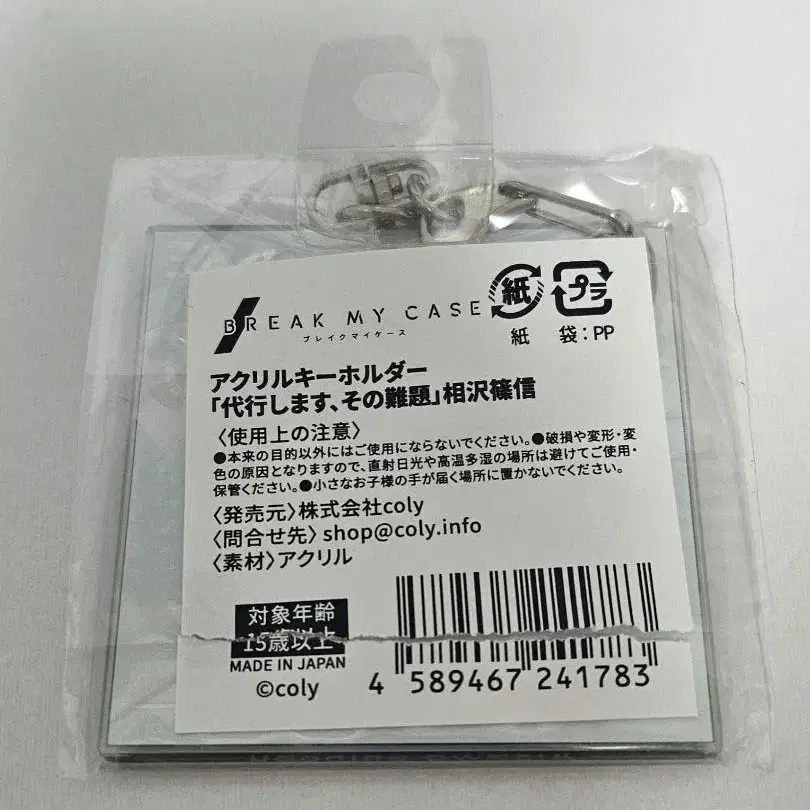 BREAK MY CASE
ブレイクマイケース
紙
プラ
紙 袋：PP
アクリルキーホルダー
「代行します、その難題」相沢篠信
〈使用上の注意〉
●本来の目的以外にはご使用にならないでください。●破損や変形・変
色の原因となりますので、直射日光や高温多湿の場所は避けてご使用・
保管ください。●小さなお子様の手が届く場所に置かないでください。
〈発売元〉株式会社coly
〈問合せ先〉shop@coly.info
〈素材〉アクリル
対象年齢
15歳以上
MADE IN JAPAN
©coly
4 589467 241783